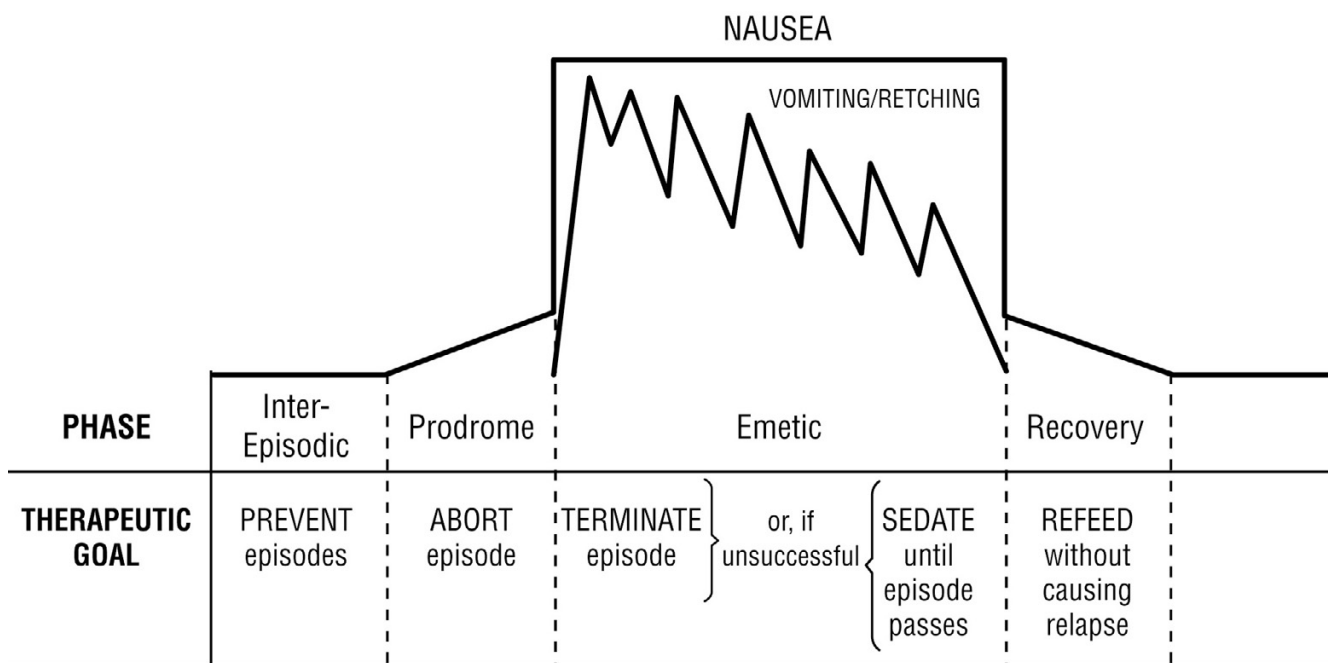 NAUSEA
VOMITING/RETCHING
PHASE
Inter-
Episodic
Prodrome
Emetic
Recovery
THERAPEUTIC
GOAL
PREVENT
episodes
ABORT
episode
TERMINATE
episode
or, if
unsuccessful
SEDATE
until
episode
passes
REFEED
without
causing
relapse